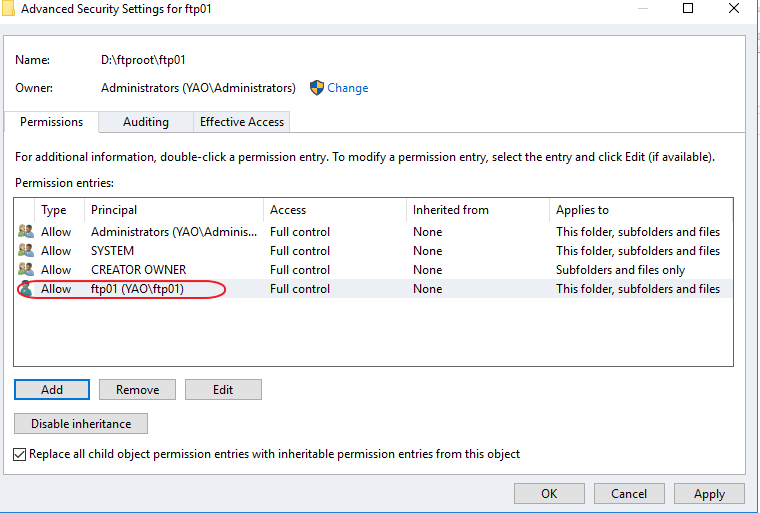 Advanced Security Settings for ftp01
Name: D:\ftproot\ftp01
Owner: Administrators (YAO\Administrators) Change
Permissions Auditing Effective Access
For additional information, double-click a permission entry. To modify a permission entry, select the entry and click Edit (if available).
Permission entries:
Type Principal Access Inherited from Applies to
Allow Administrators (YAO\Adminis... Full control None This folder, subfolders and files
Allow SYSTEM Full control None This folder, subfolders and files
Allow CREATOR OWNER Full control None Subfolders and files only
Allow ftp01 (YAO\ftp01) Full control None This folder, subfolders and files
Add Remove Edit
Disable inheritance
Replace all child object permission entries with inheritable permission entries from this object
OK Cancel Apply